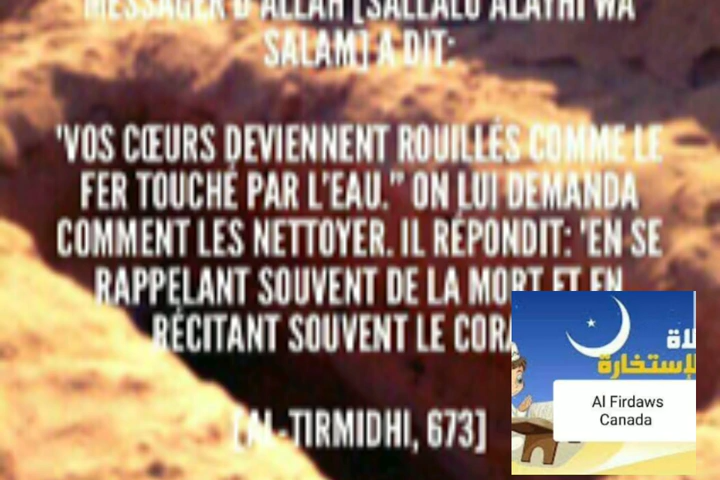 MESSAGER D'ALLAH [SALLALU ALAYHI WA
SALAM] A DIT:
'VOS CŒURS DEVIENNENT ROUILLÉS COMME LE
FER TOUCHÉ PAR L'EAU." ON LUI DEMANDA
COMMENT LES NETTOYER. IL RÉPONDIT: 'EN SE
RAPPELANT SOUVENT DE LA MORT ET EN
RÉCITANT SOUVENT LE
[AL-TIRMIDHI, 673]
الإستخارة
Al Firdaws
Canada